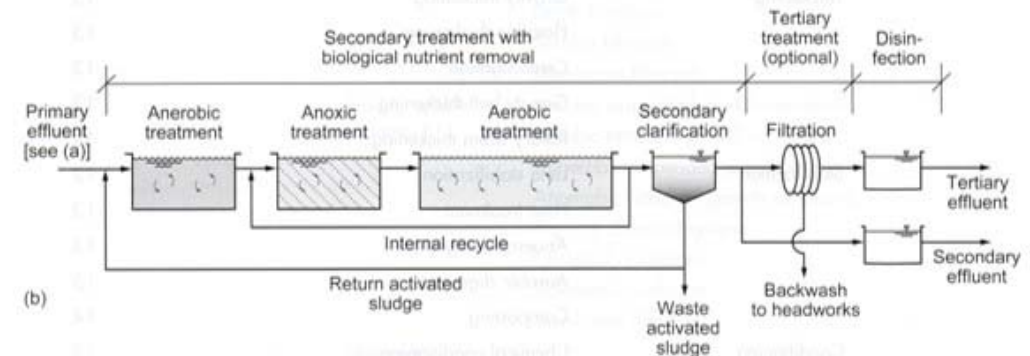 Secondary treatment with
biological nutrient removal
Tertiary
treatment
(optional)
Disin-
fection
Primary
effluent
[see (a)]
Anerobic
treatment
Anoxic
treatment
Aerobic
treatment
Secondary
clarification
Filtration
Tertiary
effluent
Internal recycle
Secondary
effluent
Return activated
sludge
Backwash
to headworks
(b)
Waste
activated
sludge